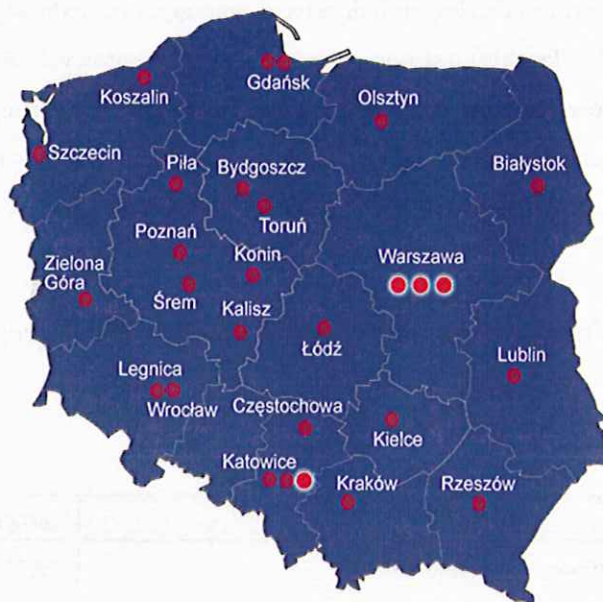 Gdańsk
Koszalin
Olsztyn
Szczecin
Piła
Bydgoszcz
Białystok
Toruń
Poznań
Konin
Warszawa
Zielona
Góra
Śrem
Kalisz
Łódź
Legnica
Lublin
Wrocław
Częstochowa
Kielce
Katowice
Kraków
Rzeszów